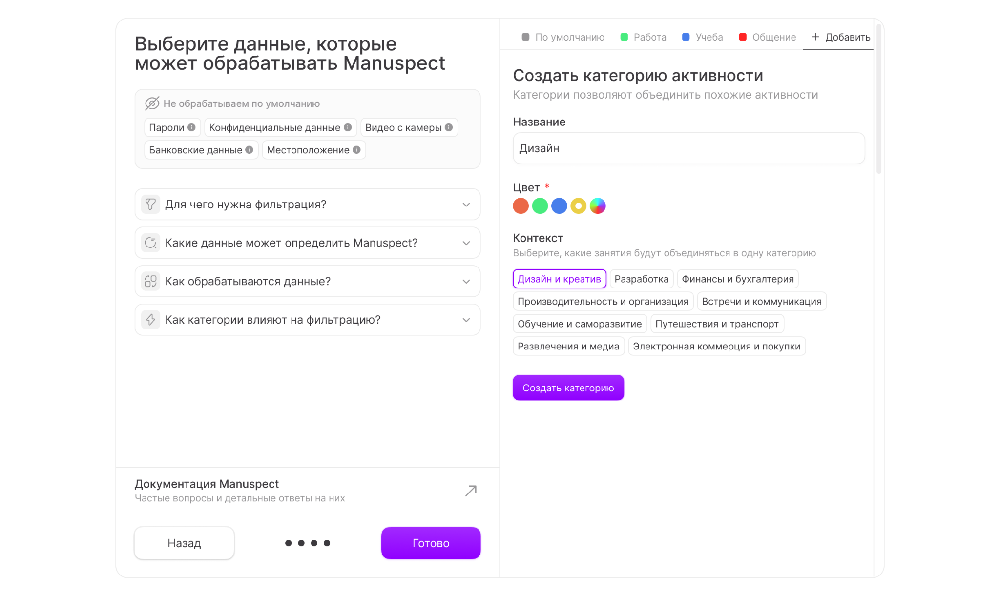 Выберите данные, которые
может обрабатывать Manuspect
Не обрабатываем по умолчанию
Пароли
Конфиденциальные данные
Видео с камеры
Банковские данные
Местоположение
Для чего нужна фильтрация?
Какие данные может определить Manuspect?
Как обрабатываются данные?
Как категории влияют на фильтрацию?
Документация Manuspect
Частые вопросы и детальные ответы на них
Назад
Готово
По умолчанию
Работа
Учеба
Общение
+ Добавить
Создать категорию активности
Категории позволяют объединить похожие активности
Название
Дизайн
Цвет *
Контекст
Выберите, какие занятия будут объединяться в одну категорию
Дизайн и креатив
Разработка
Финансы и бухгалтерия
Производительность и организация
Встречи и коммуникация
Обучение и саморазвитие
Путешествия и транспорт
Развлечения и медиа
Электронная коммерция и покупки
Создать категорию